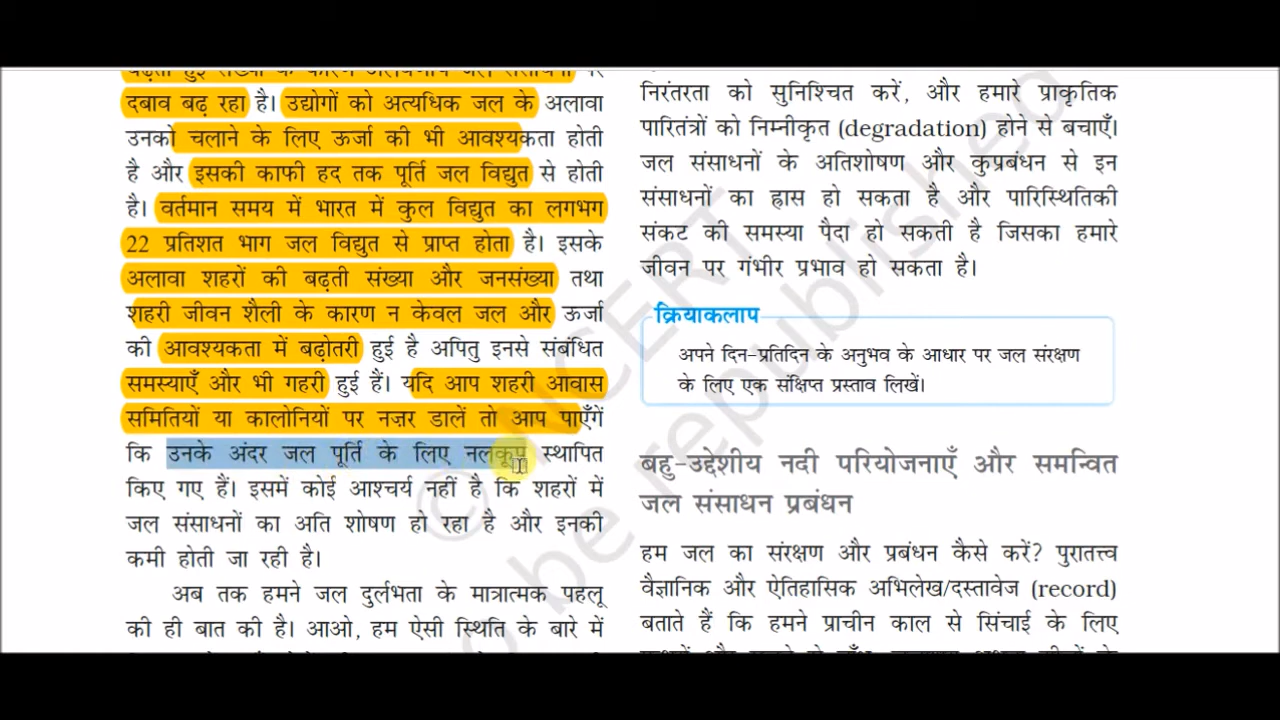 दबाव बढ़ रहा है। उद्योगों को अत्यधिक जल के अलावा
उनको चलाने के लिए ऊर्जा की भी आवश्यकता होती
है और इसकी काफी हद तक पूर्ति जल विद्युत से होती
है। वर्तमान समय में भारत में कुल विद्युत का लगभग
22 प्रतिशत भाग जल विद्युत से प्राप्त होता है। इसके
अलावा शहरों की बढ़ती संख्या और जनसंख्या तथा
शहरी जीवन शैली के कारण न केवल जल और ऊर्जा
की आवश्यकता में बढ़ोतरी हुई है अपितु इनसे संबंधित
समस्याएँ और भी गहरी हुई हैं। यदि आप शहरी आवास
समितियों या कालोनियों पर नज़र डालें तो आप पाएँगें
कि उनके अंदर जल पूर्ति के लिए नलकूप स्थापित
किए गए हैं। इसमें कोई आश्चर्य नहीं है कि शहरों में
जल संसाधनों का अति शोषण हो रहा है और इनकी
कमी होती जा रही है।
अब तक हमने जल दुर्लभता के मात्रात्मक पहलू
की ही बात की है। आओ, हम ऐसी स्थिति के बारे में
निरंतरता को सुनिश्चित करें, और हमारे प्राकृतिक
पारितंत्रों को निम्नीकृत (degradation) होने से बचाएँ।
जल संसाधनों के अतिशोषण और कुप्रबंधन से इन
संसाधनों का ह्रास हो सकता है और पारिस्थितिकी
संकट की समस्या पैदा हो सकती है जिसका हमारे
जीवन पर गंभीर प्रभाव हो सकता है।
क्रियाकलाप
अपने दिन-प्रतिदिन के अनुभव के आधार पर जल संरक्षण
के लिए एक संक्षिप्त प्रस्ताव लिखें।
बहु-उद्देशीय नदी परियोजनाएँ और समन्वित
जल संसाधन प्रबंधन
हम जल का संरक्षण और प्रबंधन कैसे करें? पुरातत्त्व
वैज्ञानिक और ऐतिहासिक अभिलेख/दस्तावेज (record)
बताते हैं कि हमने प्राचीन काल से सिंचाई के लिए
© NCERT
o be republished